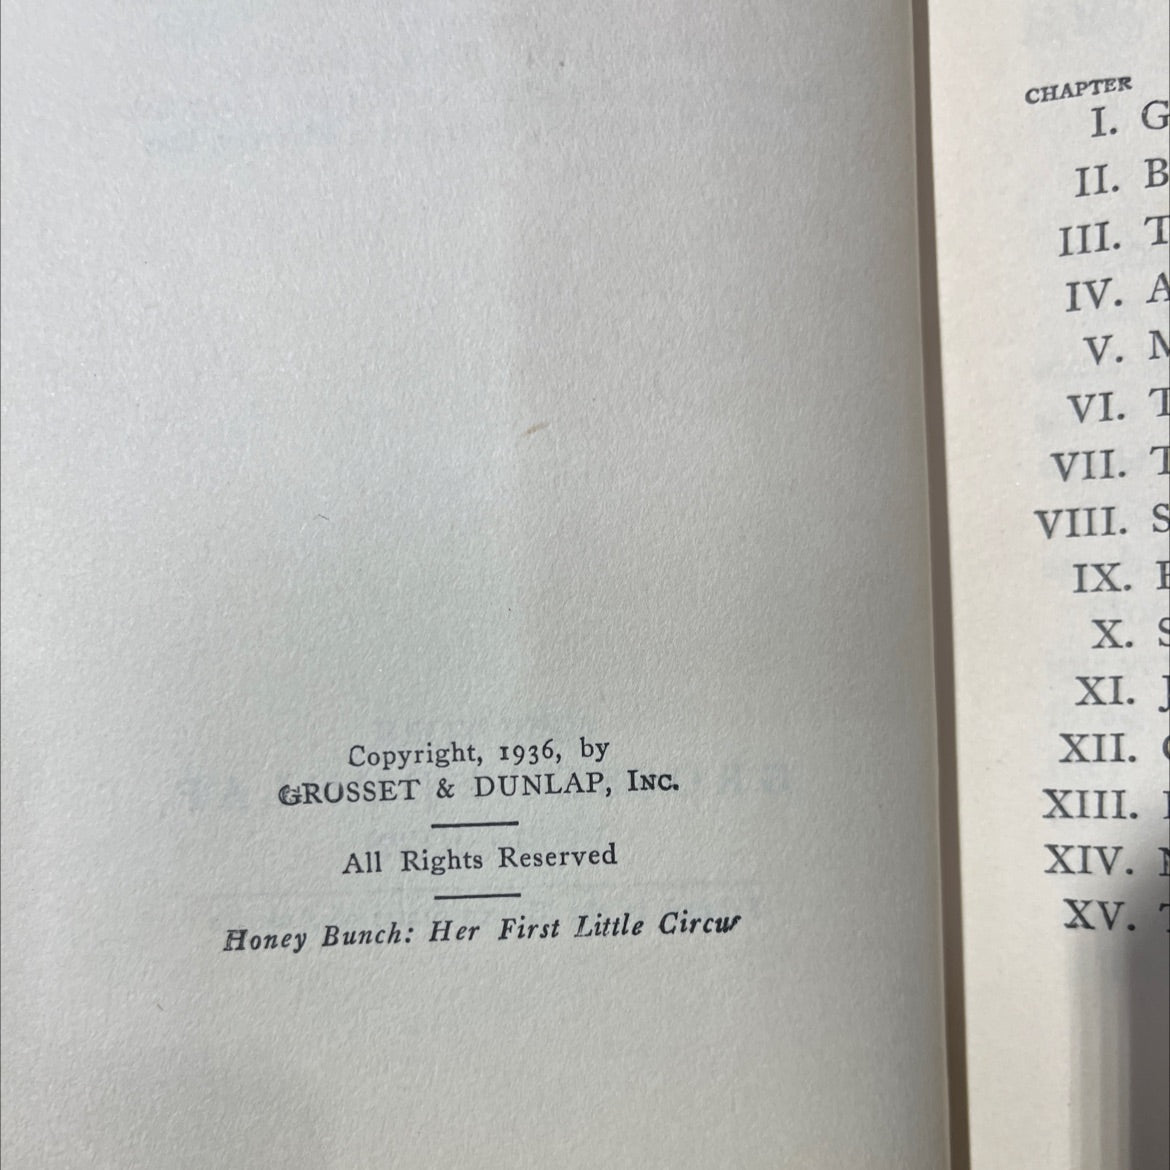 Copyright, 1936, by
GROSSET & DUNLAP, INC.
All Rights Reserved
Honey Bunch: Her First Little Circus
CHAPTER
I. G
II. B
III. T
IV. A
V. M
VI. T
VII. T
VIII. S
IX.
X. S
XI. J
XII.
XIII.
XIV.
XV. T